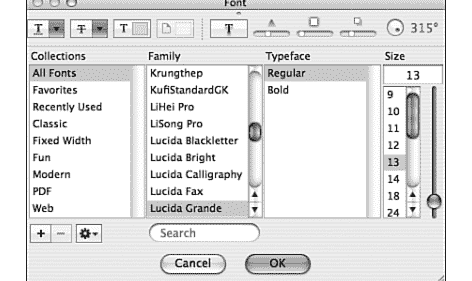 Font
T T T T 315°
Collections Family Typeface Size
All Fonts Krungthep Regular 13
Favorites KufiStandardGK Bold 9
Recently Used LiHei Pro 10
Classic LiSong Pro 11
Fixed Width Lucida Blackletter 12
Fun Lucida Bright 13
Modern Lucida Calligraphy 14
PDF Lucida Fax 18
Web Lucida Grande 24
+ − Search
Cancel OK